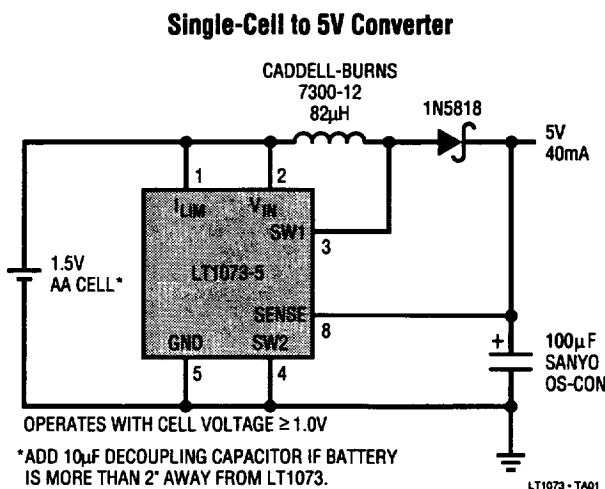 Single-Cell to 5V Converter
CADDELL-BURNS
7300-12
82µH
1N5818
5V
40mA
1
2
I LIM
V IN
SW1
3
1.5V
AA CELL*
LT1073-5
SENSE
8
GND
SW2
5
4
+
100µF
SANYO
OS-CON
OPERATES WITH CELL VOLTAGE ≥ 1.0V
*ADD 10µF DECOUPLING CAPACITOR IF BATTERY
IS MORE THAN 2" AWAY FROM LT1073.
LT1073 • TA01